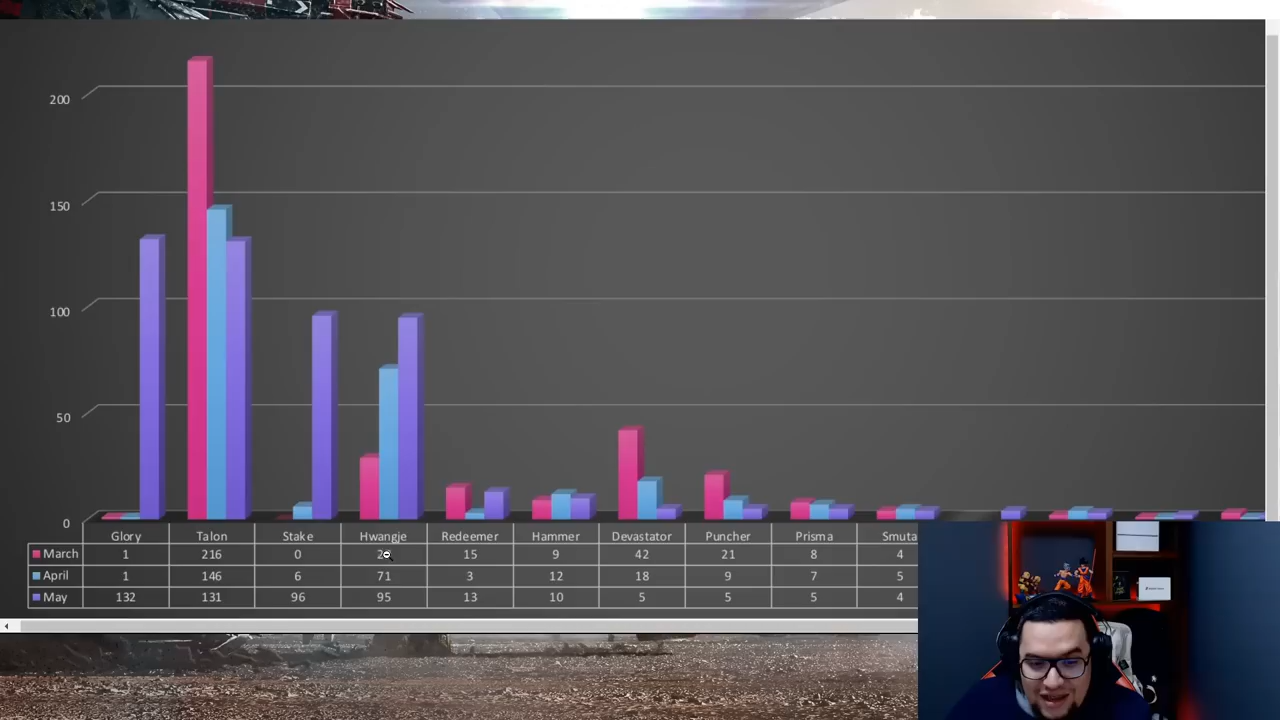 200
150
100
50
0
Glory Talon Stake Hwangje Redeemer Hammer Devastator Puncher Prisma Smuta
March 1 216 0 15 9 42 21 8 4
April 1 146 6 71 3 12 18 9 7 5
May 132 131 96 95 13 10 5 5 5 4